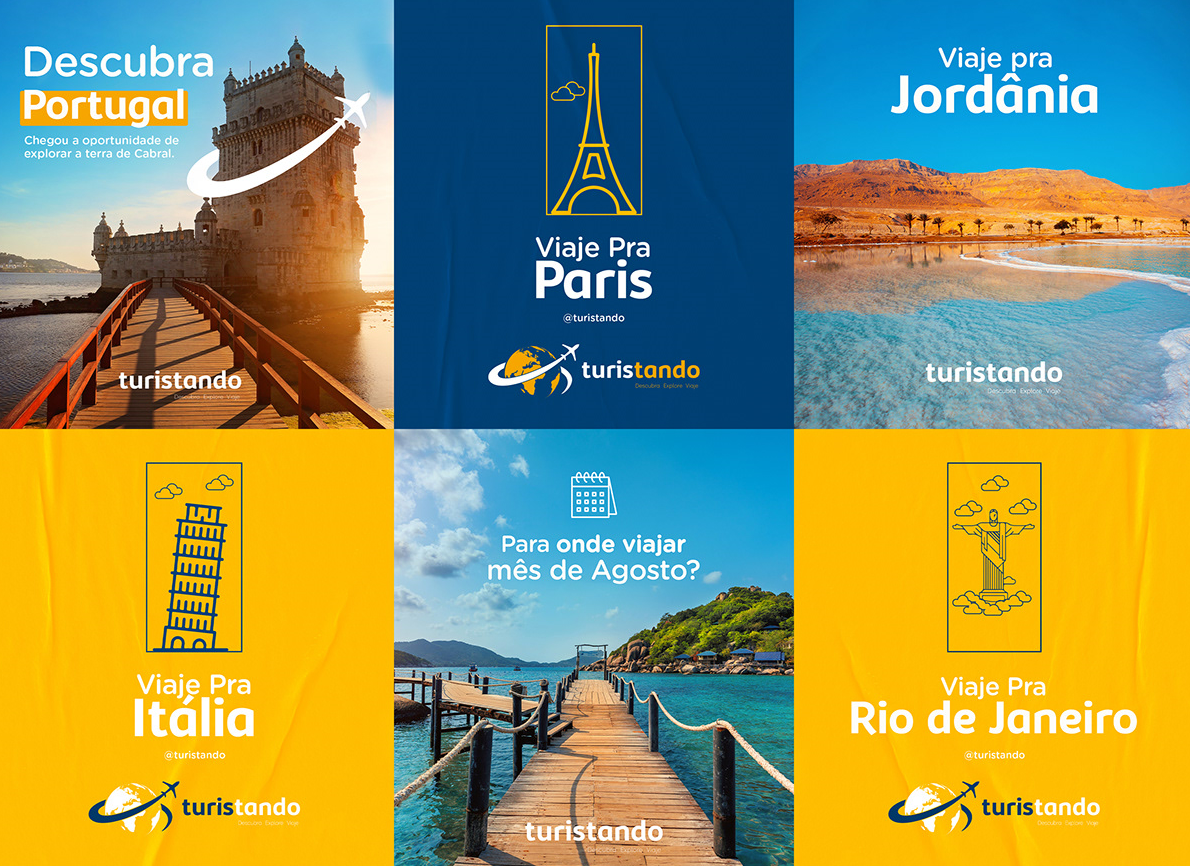 Descubra
Portugal
Chegou a oportunidade de
explorar a terra de Cabral.
turistando
Descubra Explore Viaje
Viaje Pra
Paris
@turistando
turistando
Descubra Explore Viaje
Viaje pra
Jordânia
turistando
Descubra Explore Viaje
Viaje Pra
Itália
@turistando
turistando
Descubra Explore Viaje
Para onde viajar
mês de Agosto?
turistando
Descubra Explore Viaje
Viaje Pra
Rio de Janeiro
@turistando
turistando
Descubra Explore Viaje